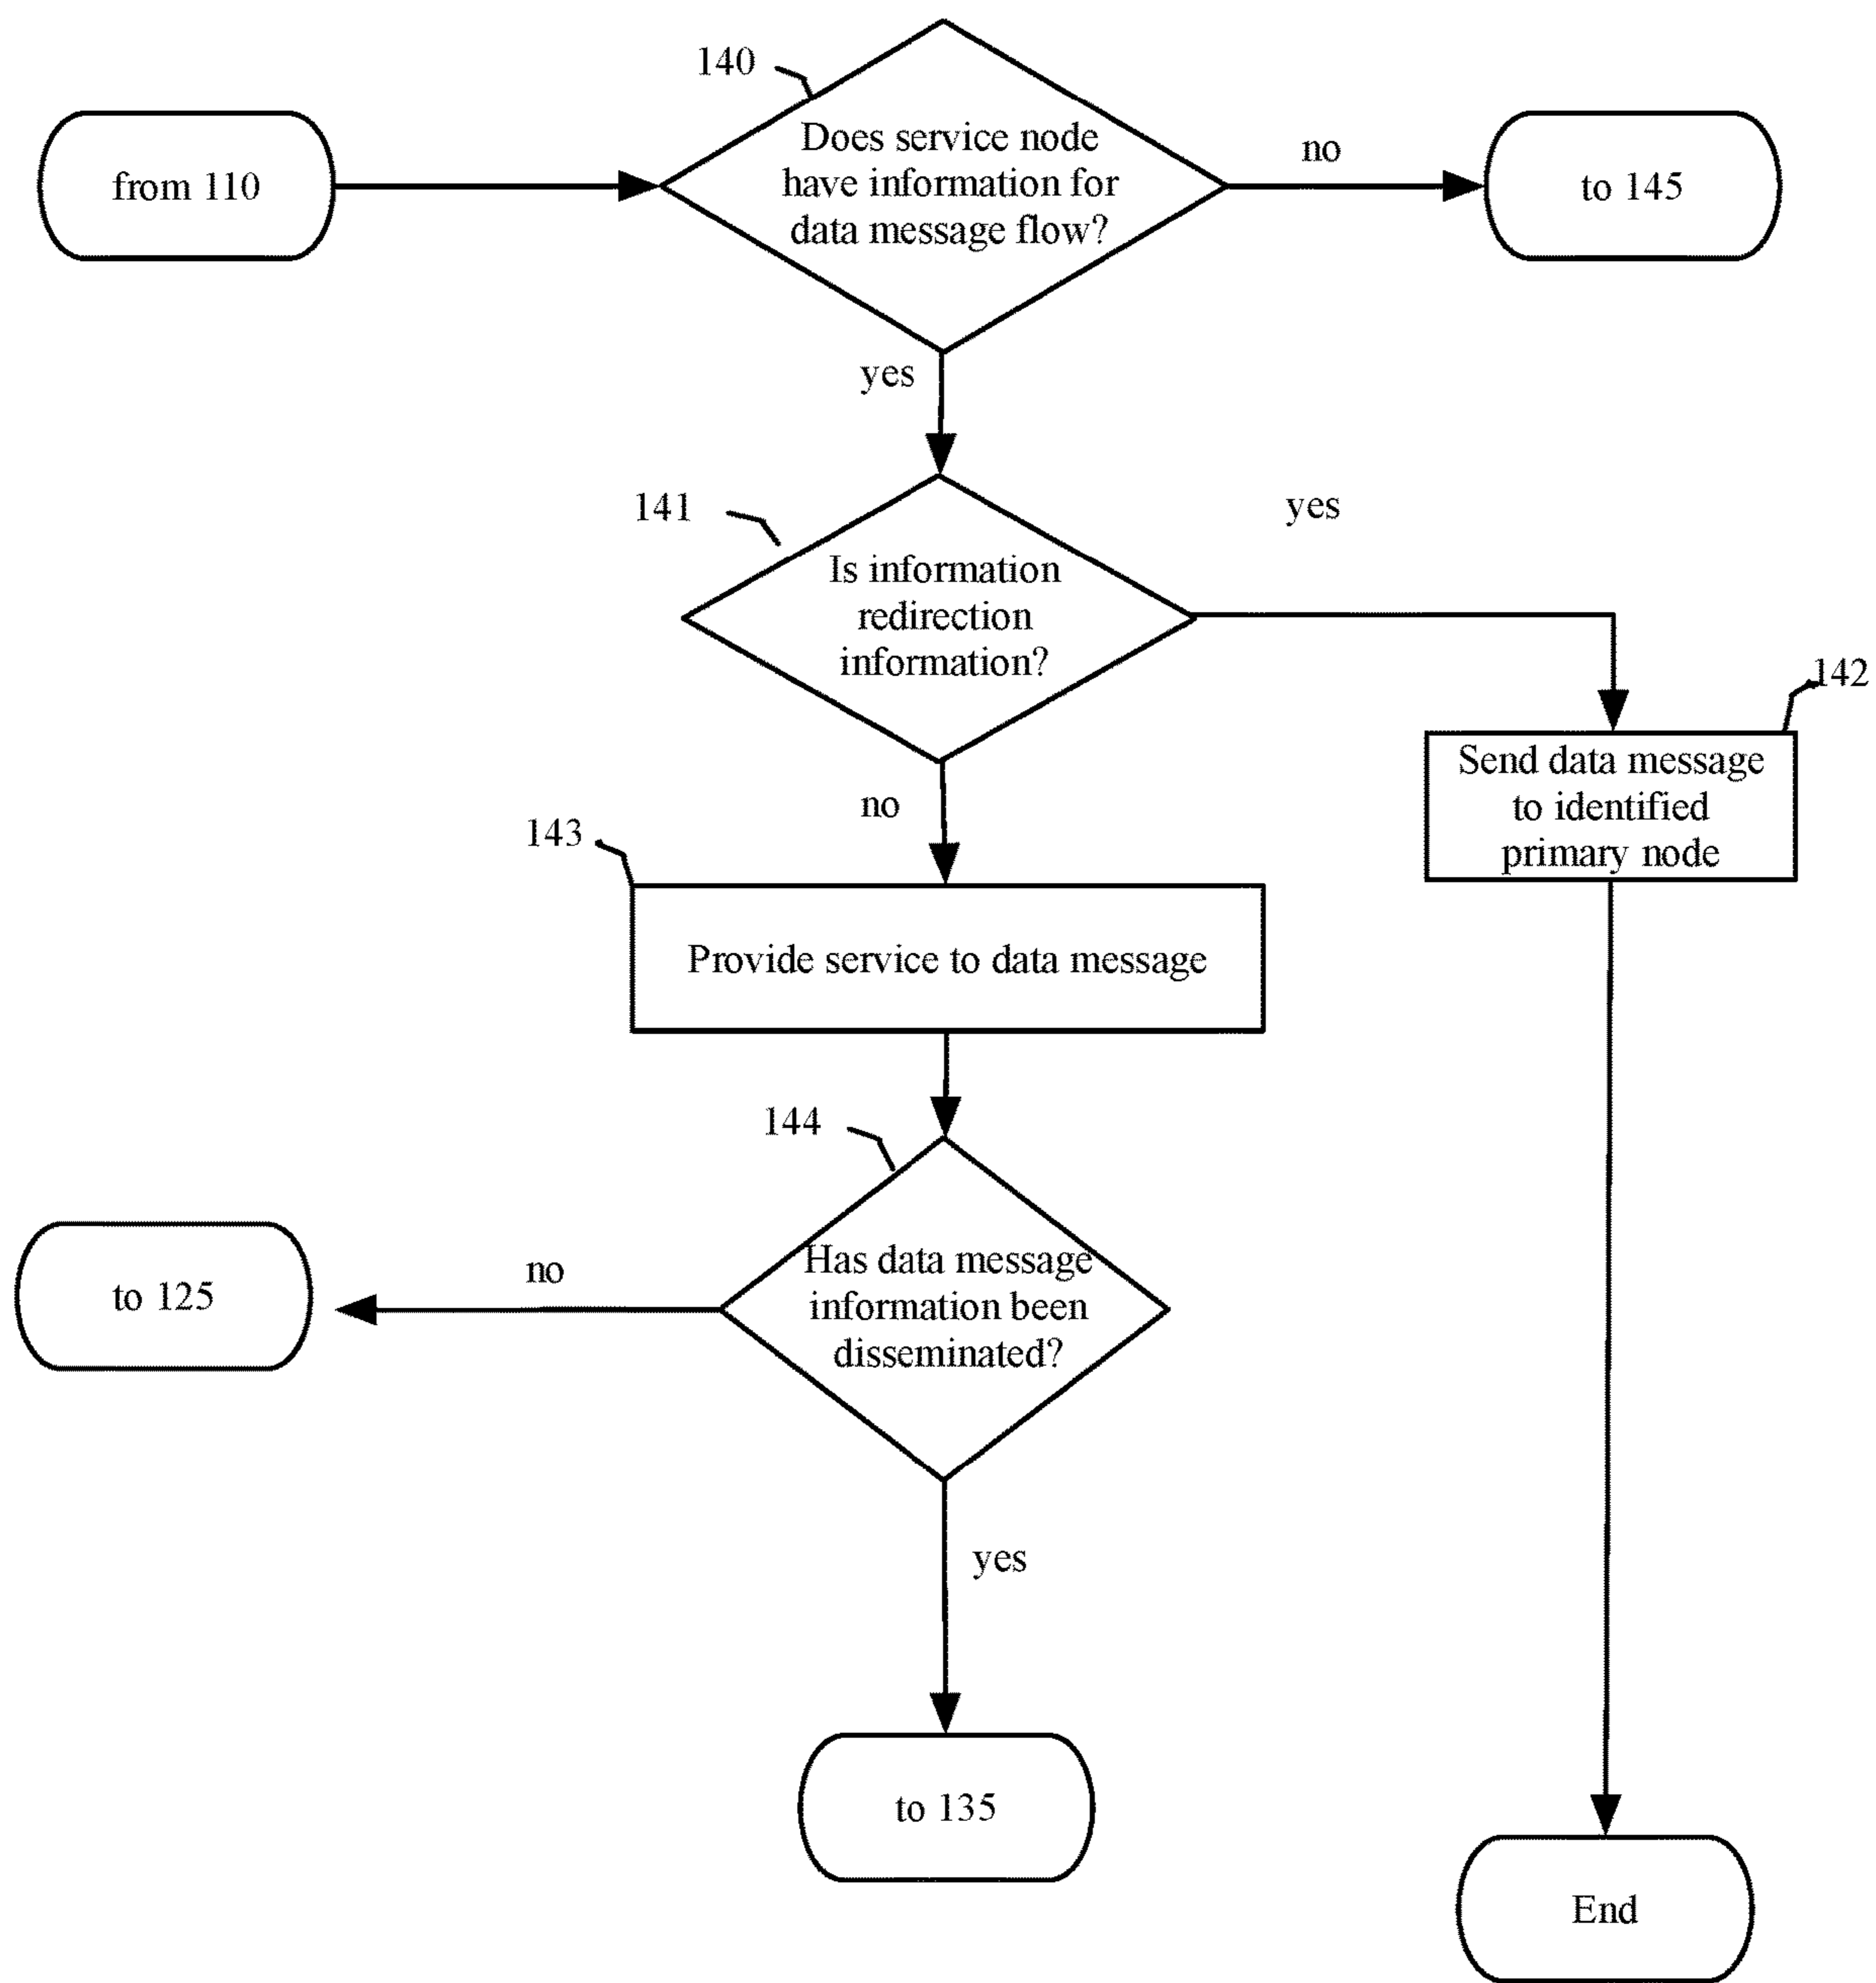 140
from 110
Does service node
have information for
data message flow?
no
to 145
yes
141
Is information
redirection
information?
yes
142
Send data message
to identified
primary node
no
143
Provide service to data message
144
Has data message
information been
disseminated?
no
to 125
yes
to 135
End